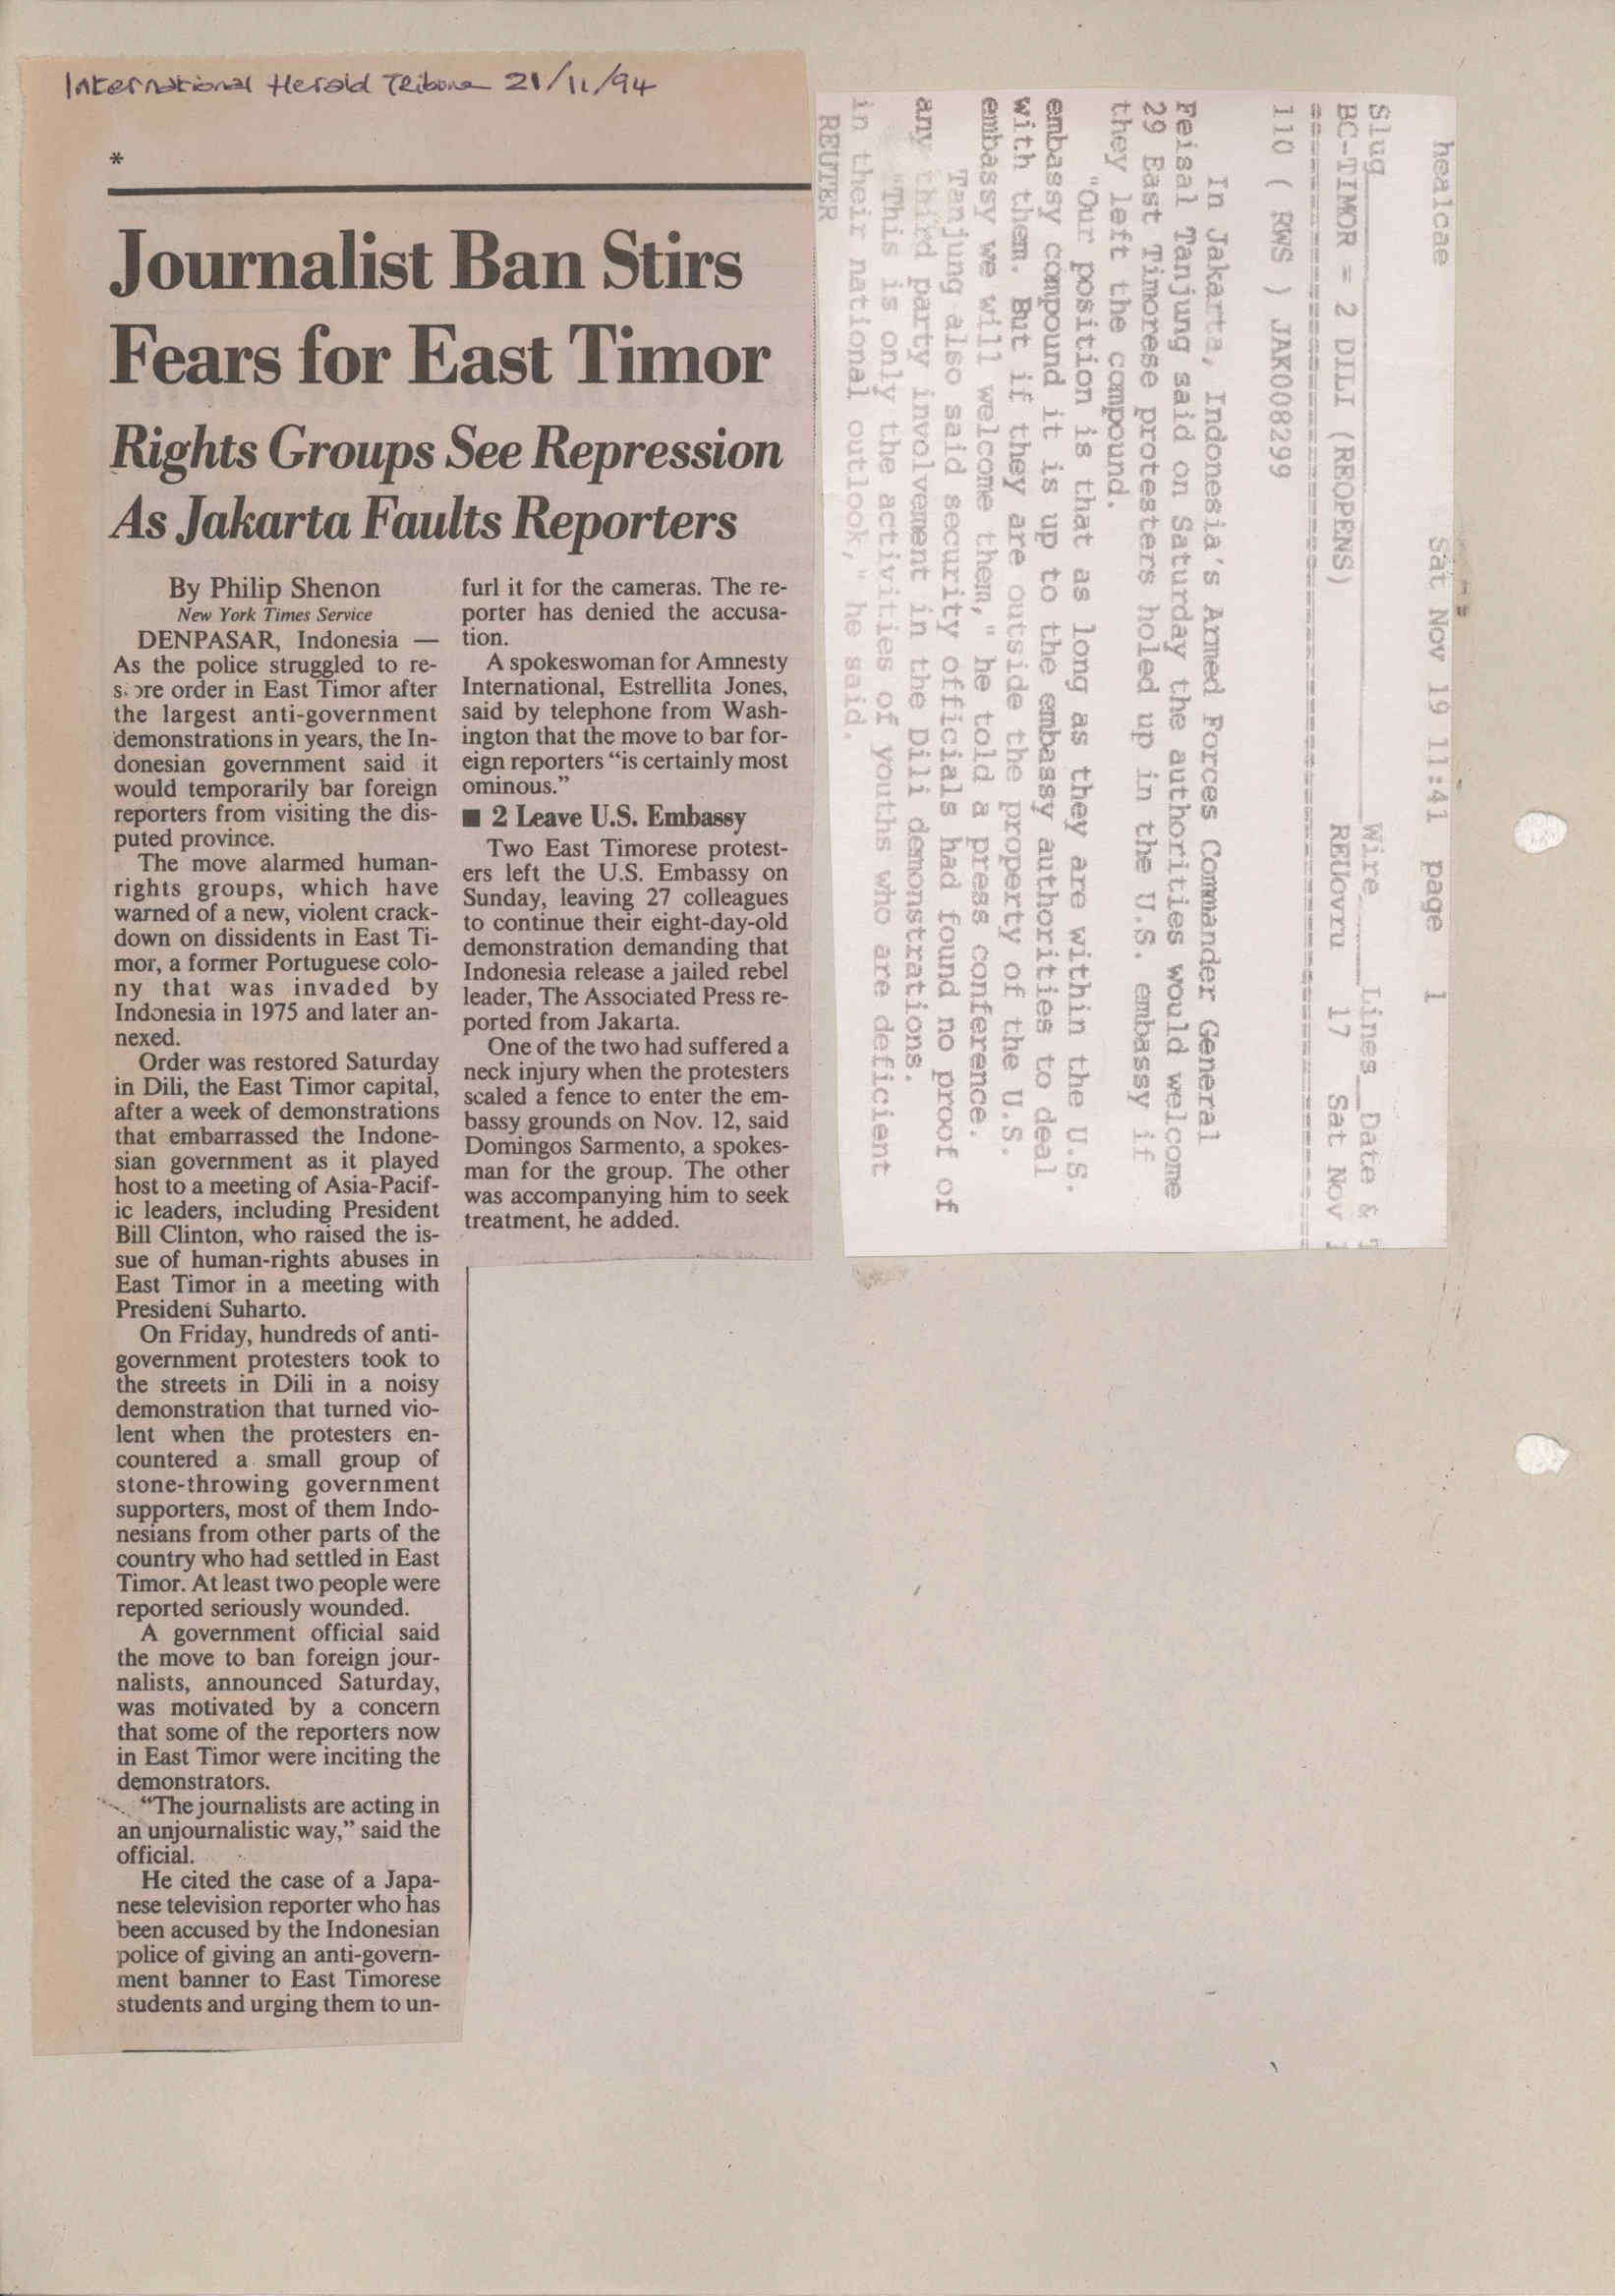 International Herald Tribune 21/11/94
*
Journalist Ban Stirs
Fears for East Timor
Rights Groups See Repression
As Jakarta Faults Reporters
By Philip Shenon
New York Times Service
DENPASAR, Indonesia —
As the police struggled to re-
store order in East Timor after
the largest anti-government
demonstrations in years, the In-
donesian government said it
would temporarily bar foreign
reporters from visiting the dis-
puted province.
The move alarmed human-
rights groups, which have
warned of a new, violent crack-
down on dissidents in East Ti-
mor, a former Portuguese colo-
ny that was invaded by
Indonesia in 1975 and later an-
nexed.
Order was restored Saturday
in Dili, the East Timor capital,
after a week of demonstrations
that embarrassed the Indone-
sian government as it played
host to a meeting of Asia-Pacif-
ic leaders, including President
Bill Clinton, who raised the is-
sue of human-rights abuses in
East Timor in a meeting with
President Suharto.
On Friday, hundreds of anti-
government protesters took to
the streets in Dili in a noisy
demonstration that turned vio-
lent when the protesters en-
countered a small group of
stone-throwing government
supporters, most of them Indo-
nesians from other parts of the
country who had settled in East
Timor. At least two people were
reported seriously wounded.
A government official said
the move to ban foreign jour-
nalists, announced Saturday,
was motivated by a concern
that some of the reporters now
in East Timor were inciting the
demonstrators.
“The journalists are acting in
an unjournalistic way,” said the
official.
He cited the case of a Japa-
nese television reporter who has
been accused by the Indonesian
police of giving an anti-govern-
ment banner to East Timorese
students and urging them to un-
furl it for the cameras. The re-
porter has denied the accusa-
tion.
A spokeswoman for Amnesty
International, Estrellita Jones,
said by telephone from Wash-
ington that the move to bar for-
eign reporters “is certainly most
ominous.”
■ 2 Leave U.S. Embassy
Two East Timorese protest-
ers left the U.S. Embassy on
Sunday, leaving 27 colleagues
to continue their eight-day-old
demonstration demanding that
Indonesia release a jailed rebel
leader, The Associated Press re-
ported from Jakarta.
One of the two had suffered a
neck injury when the protesters
scaled a fence to enter the em-
bassy grounds on Nov. 12, said
Domingos Sarmento, a spokes-
man for the group. The other
was accompanying him to seek
treatment, he added.
healcae Sat Nov 19 11:41 page 1
Slug Wire Lines Date &
BC-TIMOR = 2 DILI (REOPENS) REUovru 17 Sat Nov
110 ( RWS ) JAK008299
In Jakarta, Indonesia's Armed Forces Commander General
Feisal Tanjung said on Saturday the authorities would welcome
29 East Timorese protesters holed up in the U.S. embassy if
they left the compound.
"Our position is that as long as they are within the U.S.
embassy compound it is up to the embassy authorities to deal
with them. But if they are outside the property of the U.S.
embassy we will welcome them," he told a press conference.
Tanjung also said security officials had found no proof of
any third party involvement in the Dili demonstrations.
"This is only the activities of youths who are deficient
in their national outlook," he said.
REUTER